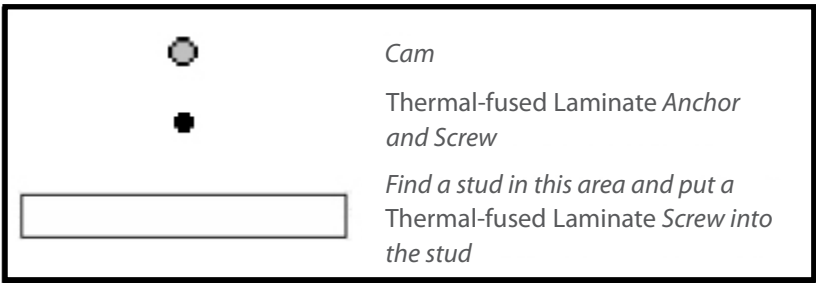 Cam
Thermal-fused Laminate Anchor
and Screw
Find a stud in this area and put a
Thermal-fused Laminate Screw into
the stud